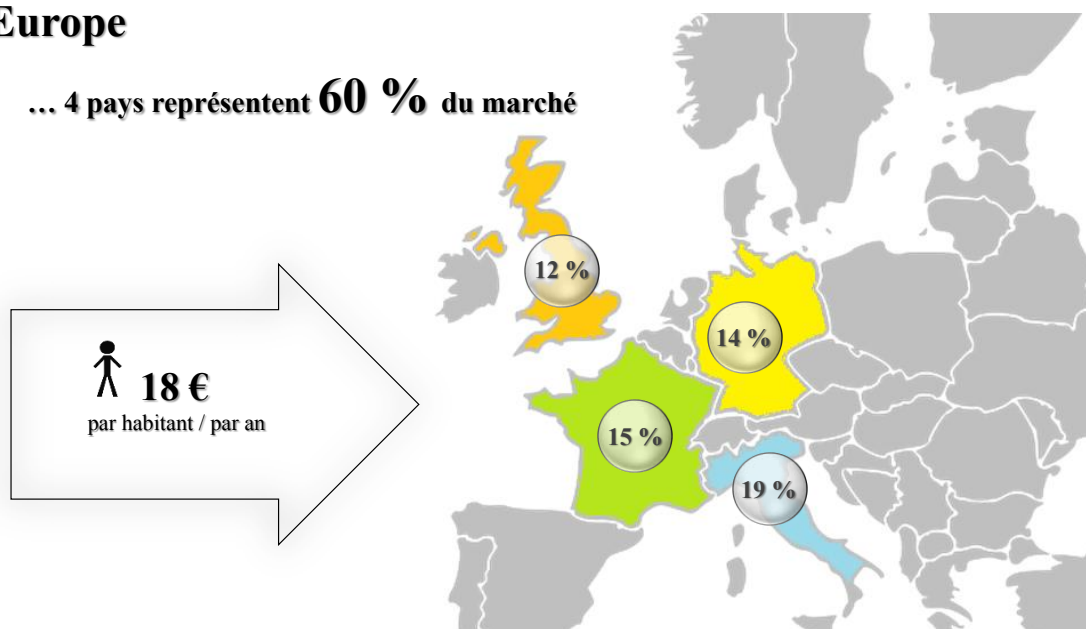 Europe
… 4 pays représentent 60 % du marché
12 %
14 %
18 €
par habitant / par an
15 %
19 %